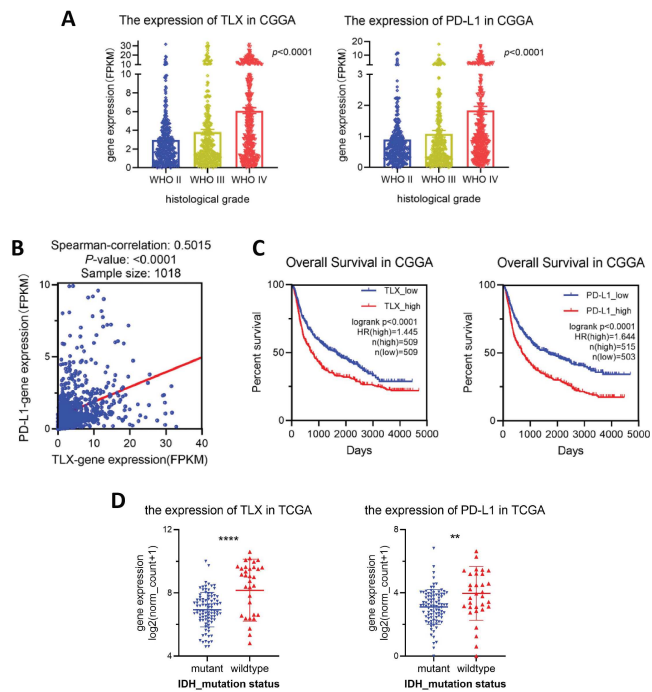 A
The expression of TLX in CGGA
gene expression(FPKM)
30
20
10
10
8
6
4
2
0
p<0.0001
WHO II WHO III WHO IV
histological grade
The expression of PD-L1 in CGGA
gene expression(FPKM)
30
20
10
3
2
1
0
p<0.0001
WHO II WHO III WHO IV
histological grade
B
Spearman-correlation: 0.5015
P-value: <0.0001
Sample size: 1018
PD-L1-gene expression(FPKM)
10
5
0
0 10 20 30 40
TLX-gene expression(FPKM)
C
Overall Survival in CGGA
Percent survival
100
50
0
TLX_low
TLX_high
logrank p<0.0001
HR(high)=1.445
n(high)=509
n(low)=509
0 1000 2000 3000 4000 5000
Days
Overall Survival in CGGA
Percent survival
100
50
0
PD-L1_low
PD-L1_high
logrank p<0.0001
HR(high)=1.644
n(high)=515
n(low)=503
0 1000 2000 3000 4000 5000
Days
D
the expression of TLX in TCGA
gene expression
log2(norm_count+1)
12
8
4
****
mutant wildtype
IDH_mutation status
the expression of PD-L1 in TCGA
gene expression
log2(norm_count+1)
8
4
0
**
mutant wildtype
IDH_mutation status